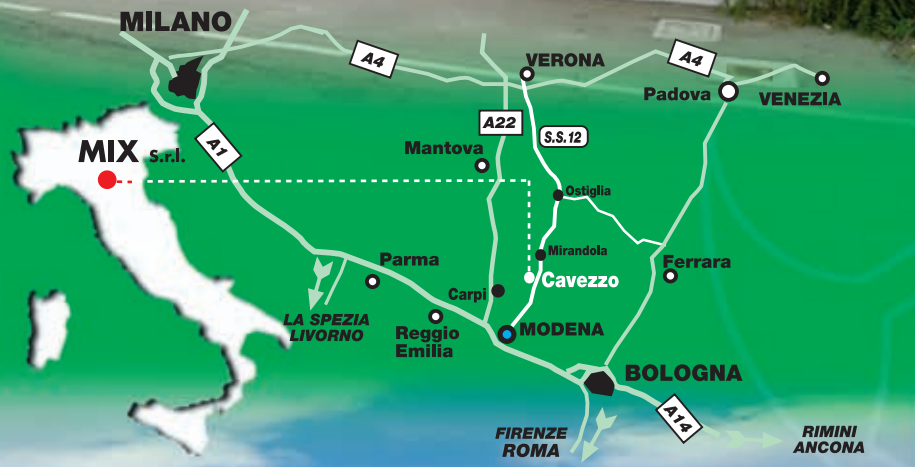 MILANO
A4
VERONA
A4
Padova
VENEZIA
A22
S.S.12
A1
Mantova
MIX S.r.l.
Ostiglia
Mirandola
Parma
Ferrara
Cavezzo
Carpi
LA SPEZIA
LIVORNO
Reggio
Emilia
MODENA
BOLOGNA
A14
FIRENZE
ROMA
RIMINI
ANCONA